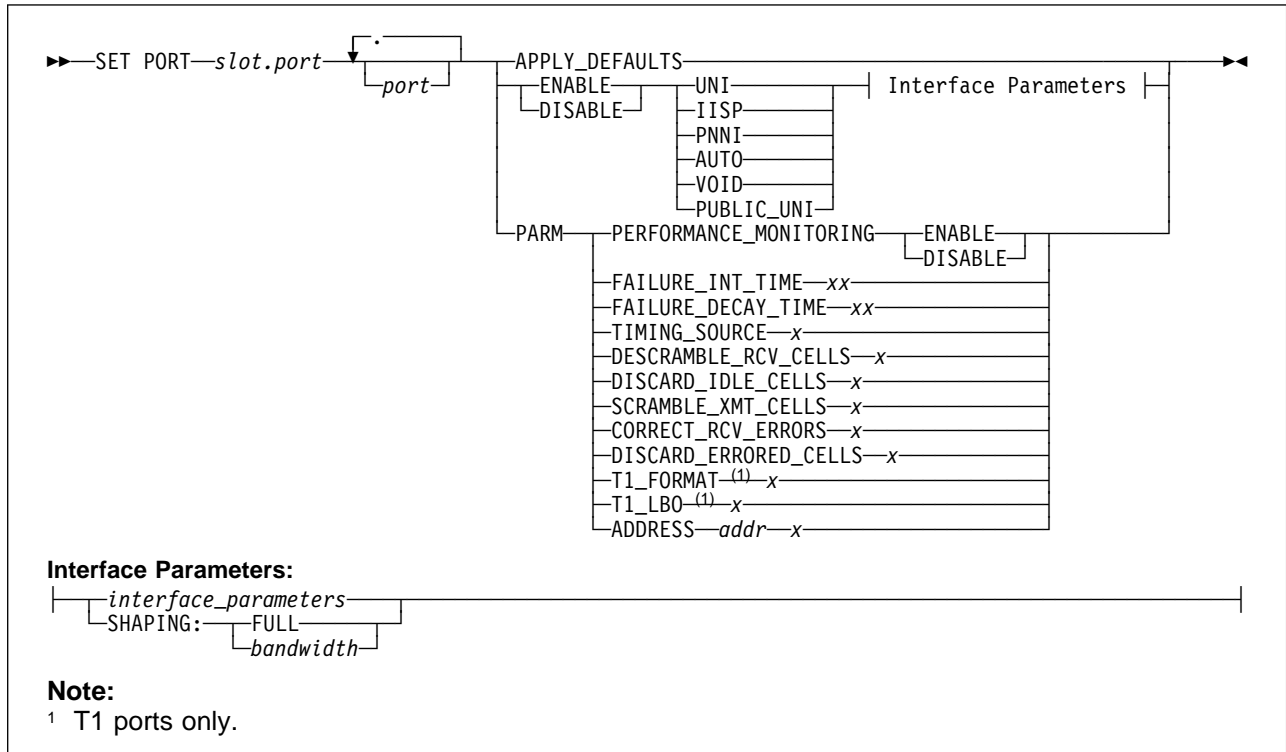 .
►►—SET PORT—slot.port—port—APPLY_DEFAULTS—►◄
ENABLE—UNI—Interface Parameters
DISABLE—IISP
PNNI
AUTO
VOID
PUBLIC_UNI
PARM—PERFORMANCE_MONITORING—ENABLE
DISABLE
FAILURE_INT_TIME—xx
FAILURE_DECAY_TIME—xx
TIMING_SOURCE—x
DESCRAMBLE_RCV_CELLS—x
DISCARD_IDLE_CELLS—x
SCRAMBLE_XMT_CELLS—x
CORRECT_RCV_ERRORS—x
DISCARD_ERRORED_CELLS—x
T1_FORMAT (1) x
T1_LBO (1) x
ADDRESS—addr—x
Interface Parameters:
interface_parameters
SHAPING:—FULL
bandwidth
Note:
1 T1 ports only.